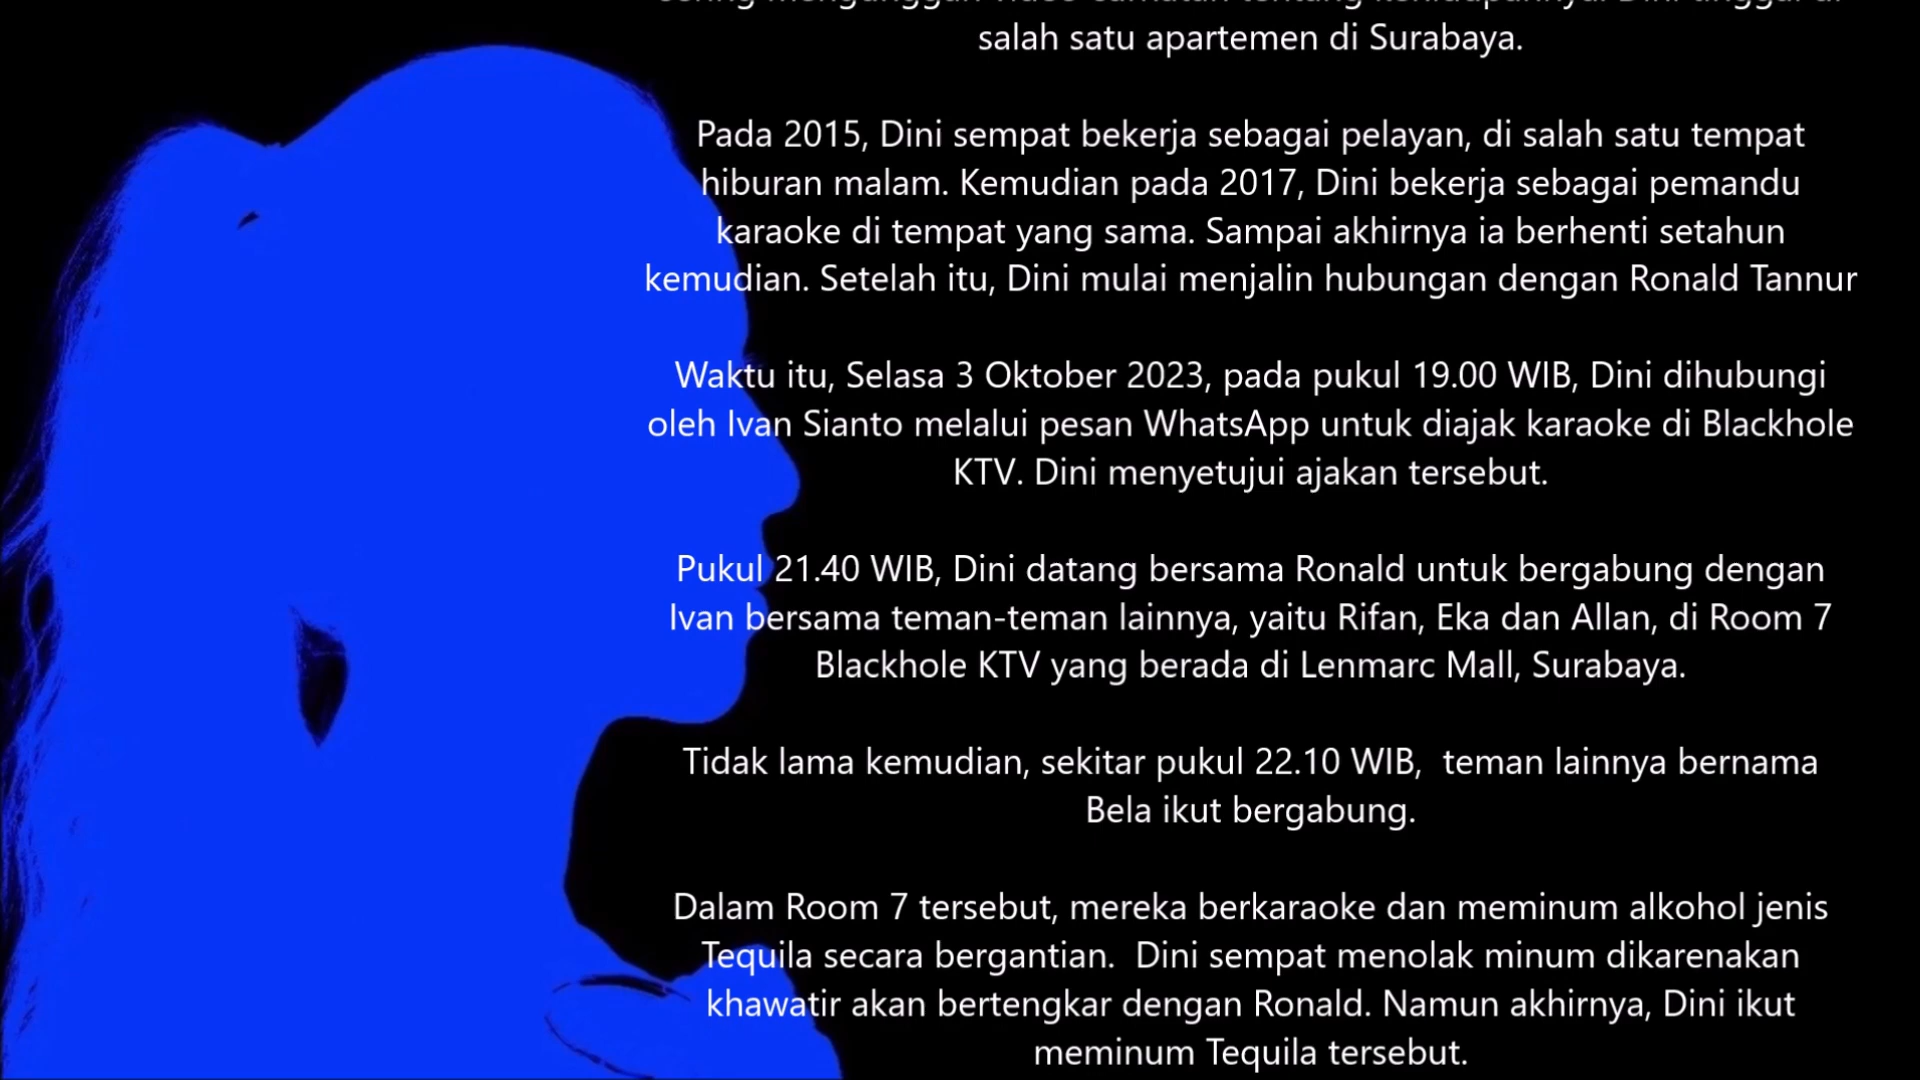 salah satu apartemen di Surabaya.
Pada 2015, Dini sempat bekerja sebagai pelayan, di salah satu tempat
hiburan malam. Kemudian pada 2017, Dini bekerja sebagai pemandu
karaoke di tempat yang sama. Sampai akhirnya ia berhenti setahun
kemudian. Setelah itu, Dini mulai menjalin hubungan dengan Ronald Tannur
Waktu itu, Selasa 3 Oktober 2023, pada pukul 19.00 WIB, Dini dihubungi
oleh Ivan Sianto melalui pesan WhatsApp untuk diajak karaoke di Blackhole
KTV. Dini menyetujui ajakan tersebut.
Pukul 21.40 WIB, Dini datang bersama Ronald untuk bergabung dengan
Ivan bersama teman-teman lainnya, yaitu Rifan, Eka dan Allan, di Room 7
Blackhole KTV yang berada di Lenmarc Mall, Surabaya.
Tidak lama kemudian, sekitar pukul 22.10 WIB,  teman lainnya bernama
Bela ikut bergabung.
Dalam Room 7 tersebut, mereka berkaraoke dan meminum alkohol jenis
Tequila secara bergantian.  Dini sempat menolak minum dikarenakan
khawatir akan bertengkar dengan Ronald. Namun akhirnya, Dini ikut
meminum Tequila tersebut.